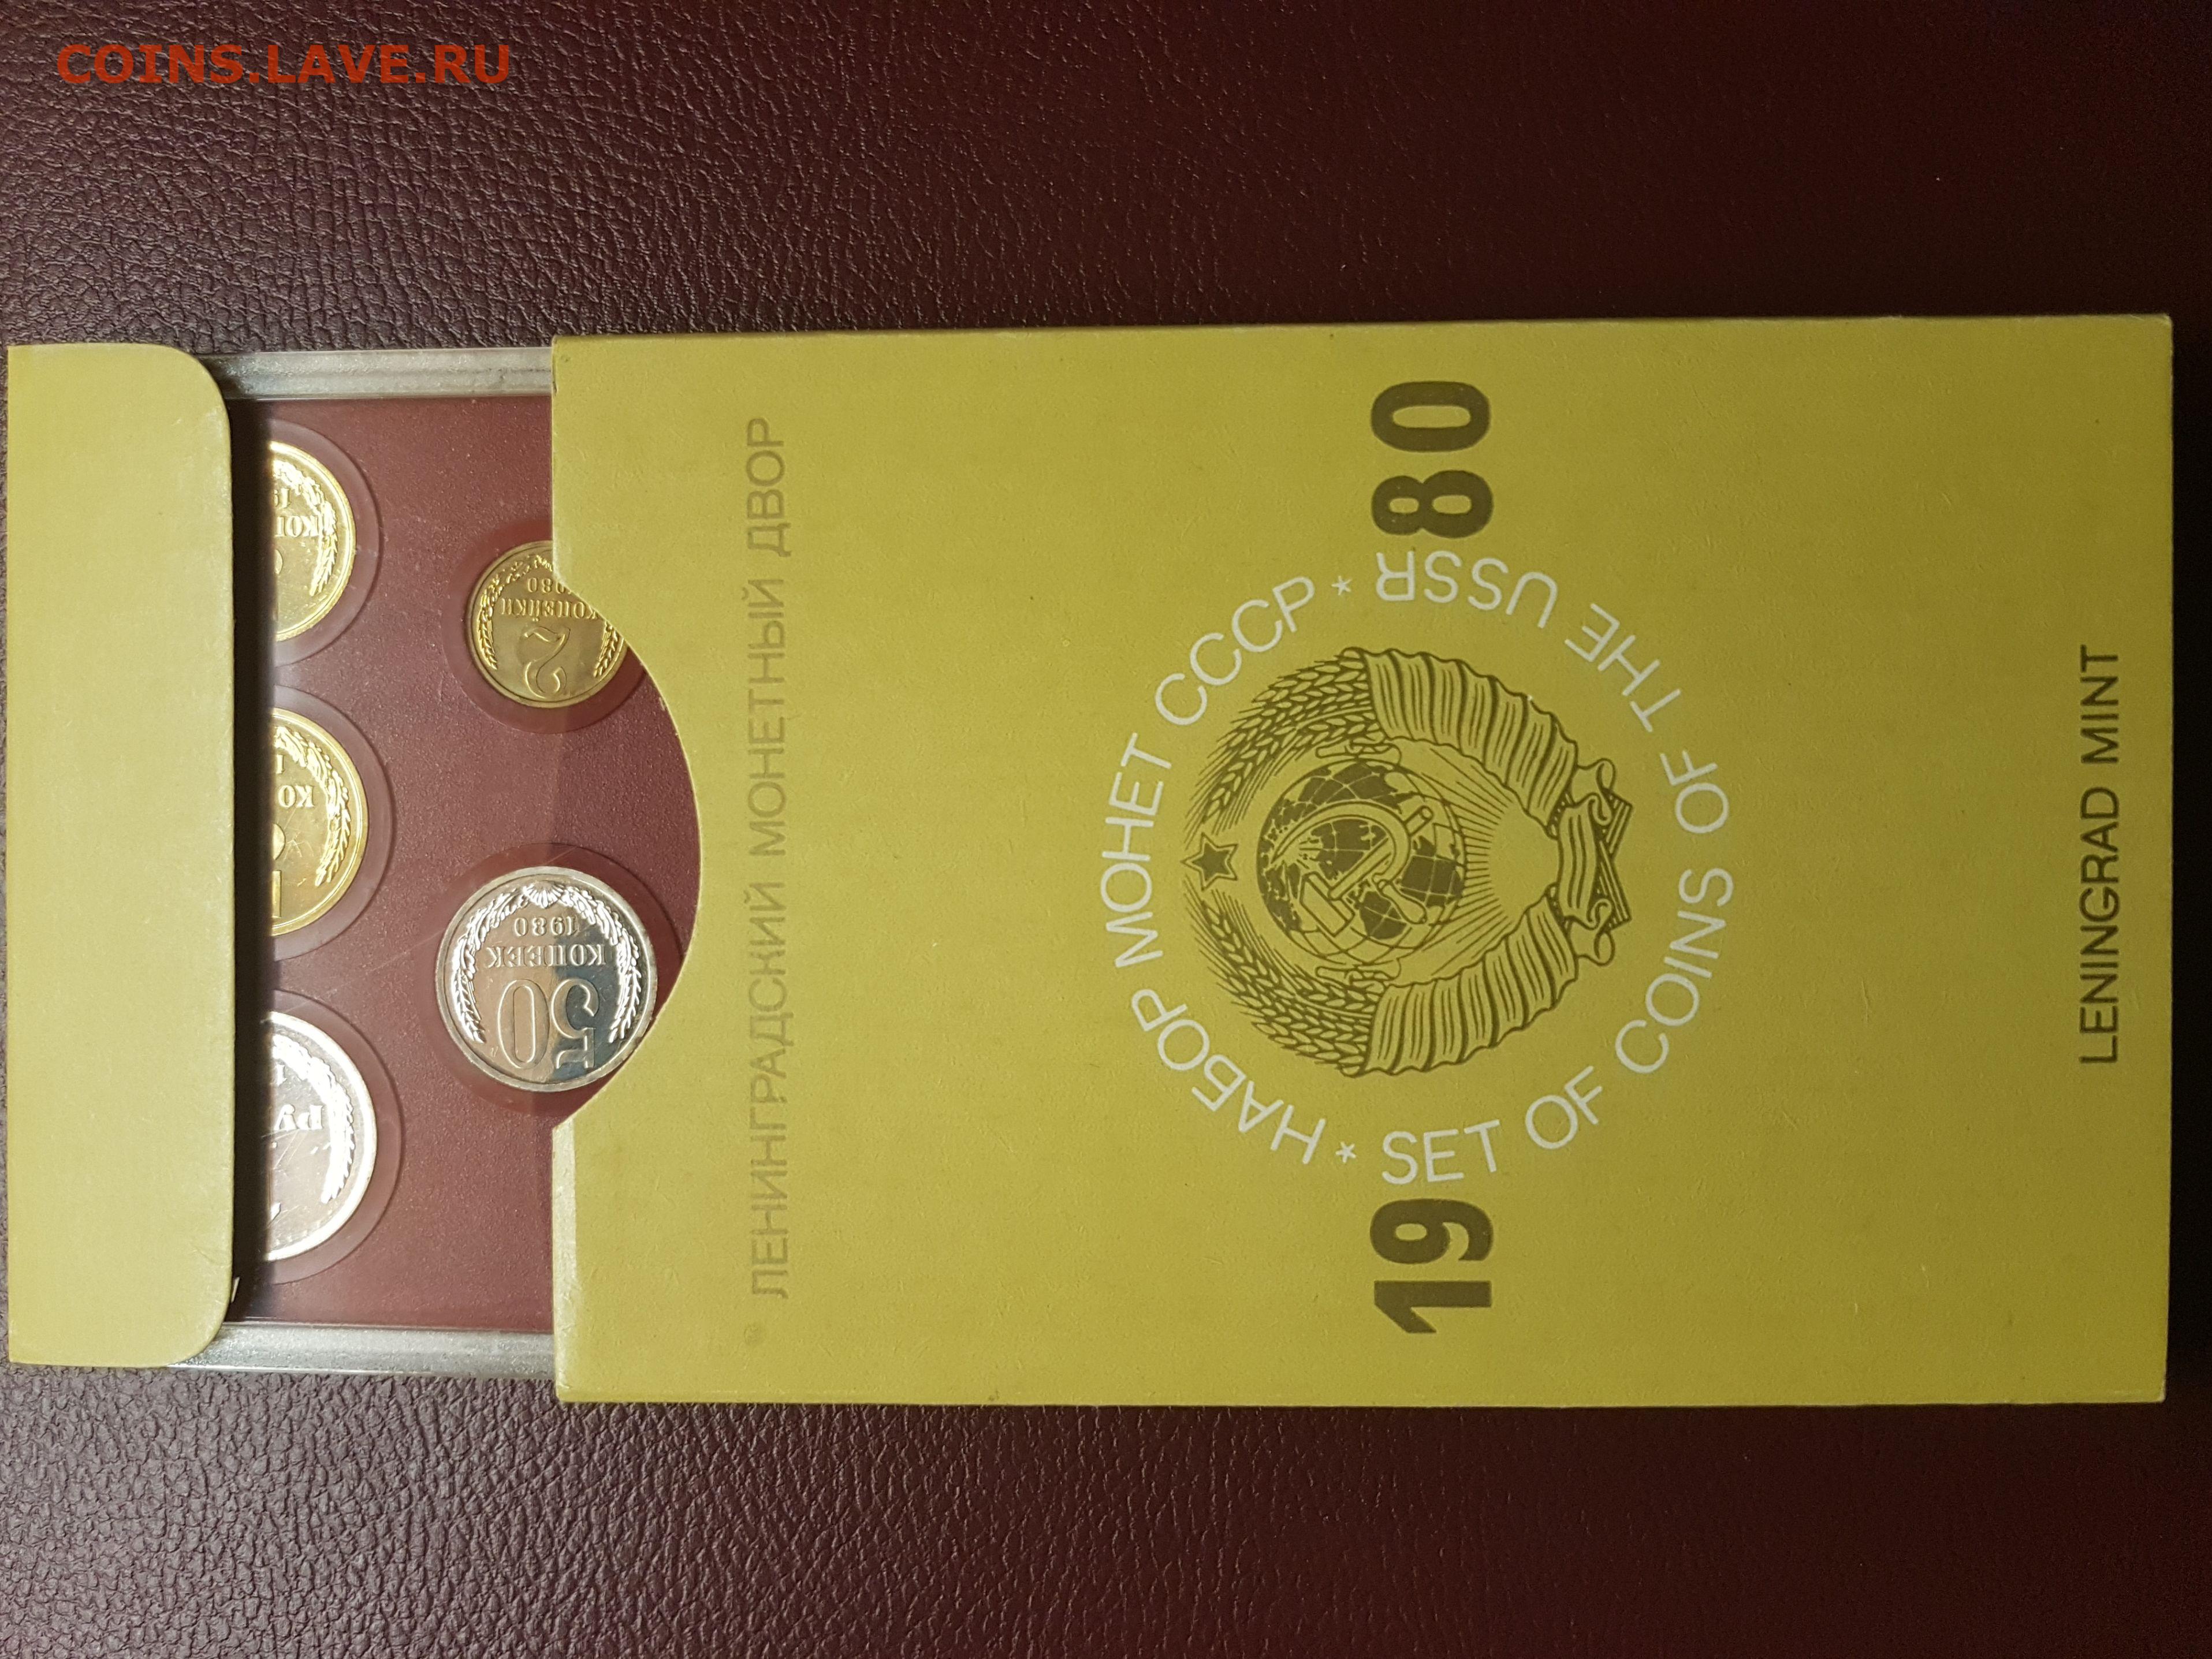 COINS.LAVE.RU
ЛЕНИНГРАДСКИЙ МОНЕТНЫЙ ДВОР
НАБОР МОНЕТ СССР
1980
SET OF COINS OF THE USSR
LENINGRAD MINT
2
КОПЕЙКИ
1980
50
КОПЕЕК
1980